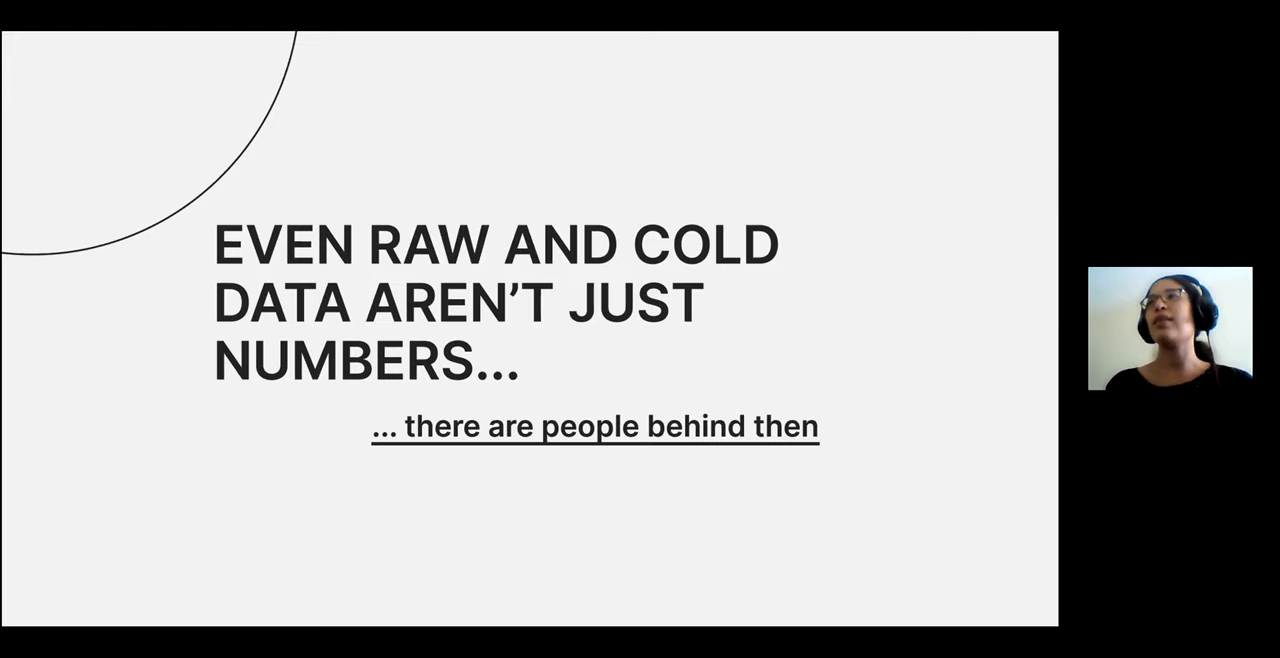 EVEN RAW AND COLD
DATA AREN’T JUST
NUMBERS...
... there are people behind then